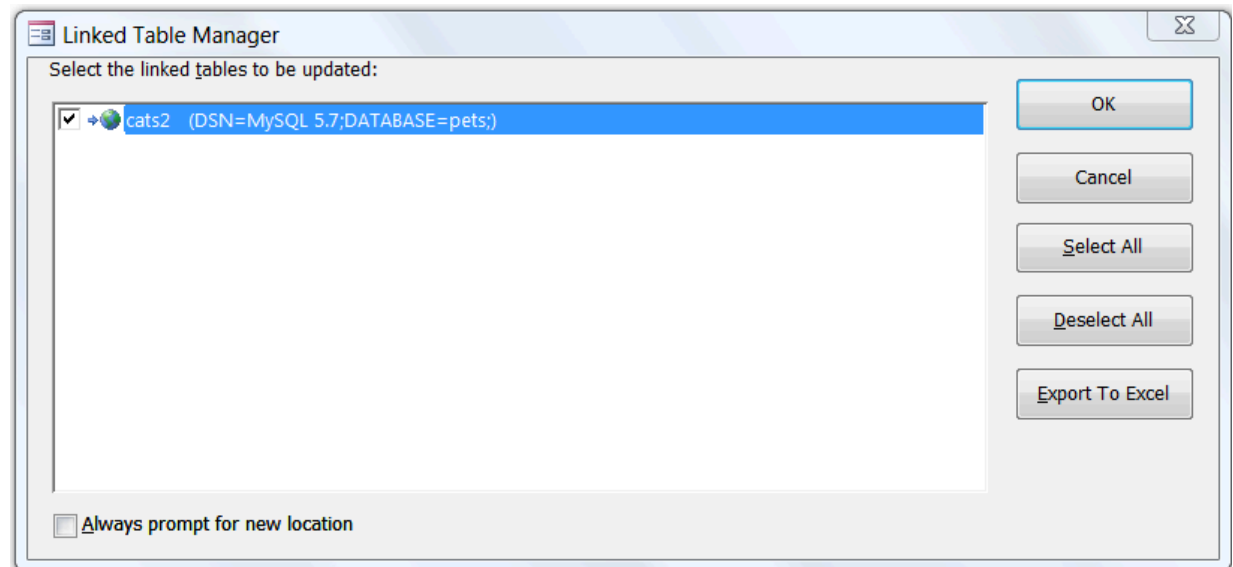 Linked Table Manager
Select the linked tables to be updated:
cats2 (DSN=MySQL 5.7;DATABASE=pets;)
OK
Cancel
Select All
Deselect All
Export To Excel
Always prompt for new location